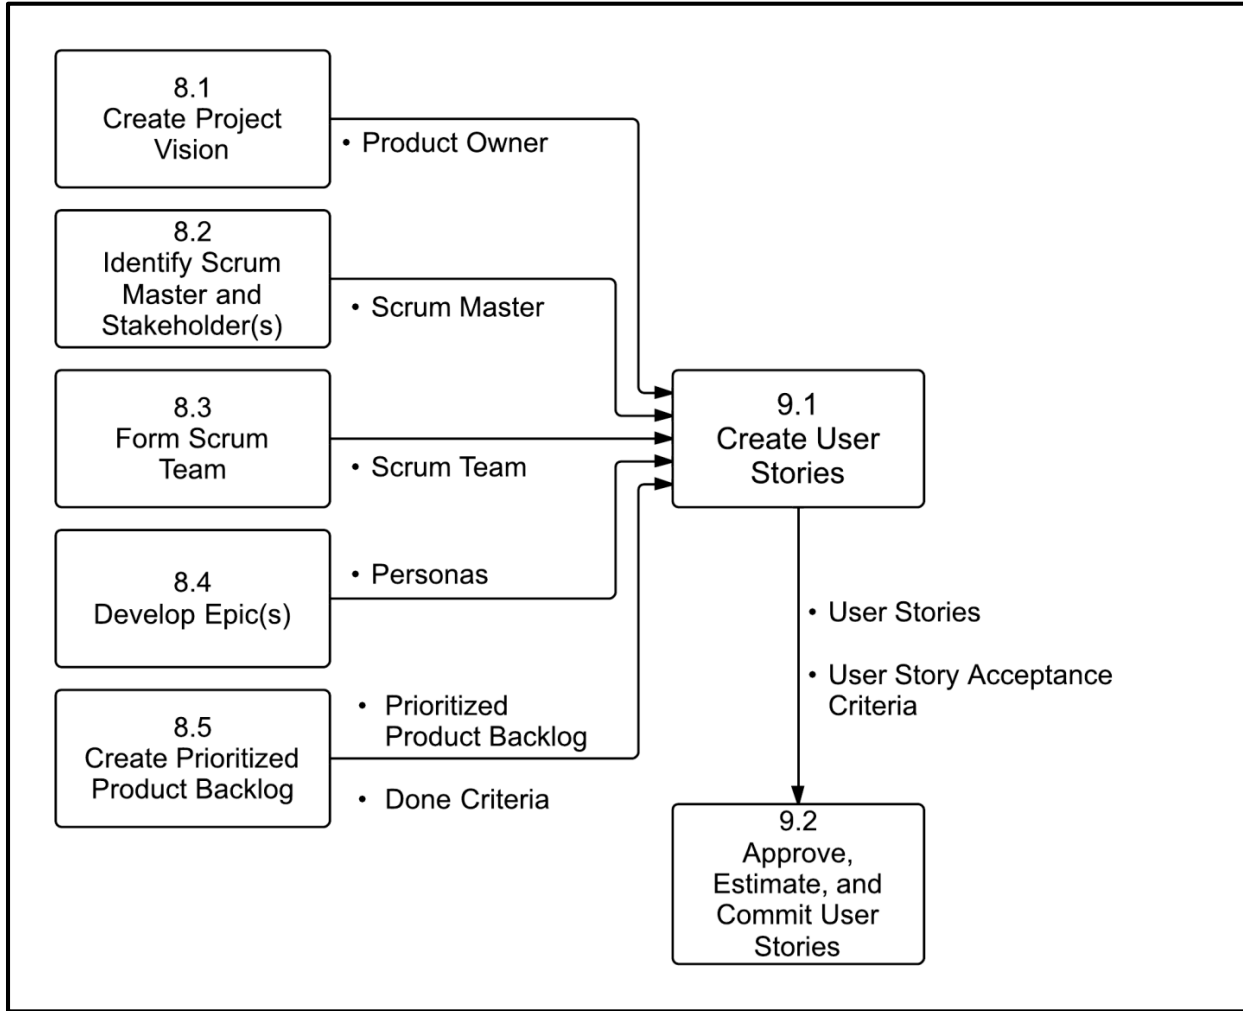 8.1
Create Project
Vision
• Product Owner
8.2
Identify Scrum
Master and
Stakeholder(s)
• Scrum Master
8.3
Form Scrum
Team
• Scrum Team
8.4
Develop Epic(s)
• Personas
8.5
Create Prioritized
Product Backlog
• Prioritized
Product Backlog
• Done Criteria
9.1
Create User
Stories
• User Stories
• User Story Acceptance
Criteria
9.2
Approve,
Estimate, and
Commit User
Stories